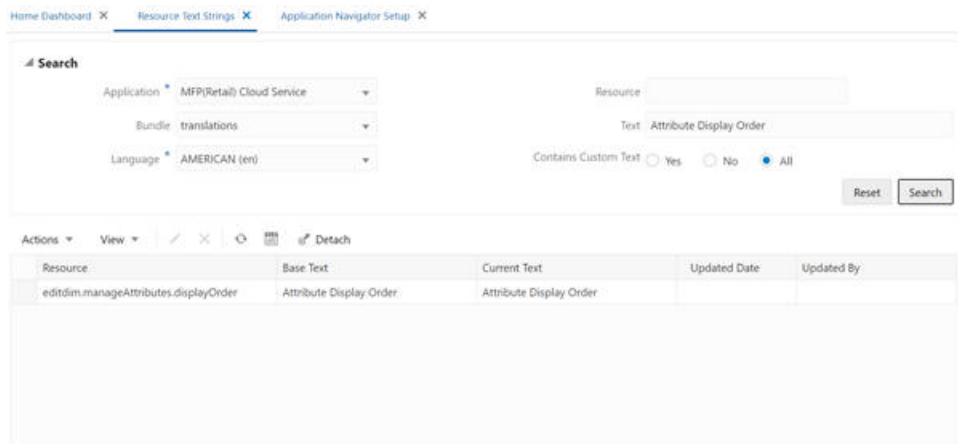 Home Dashboard X Resource Text Strings X Application Navigator Setup X
Search
Application * MFP(Retail) Cloud Service Resource
Bundle translations Text Attribute Display Order
Language * AMERICAN (en) Contains Custom Text Yes No All
Reset Search
Actions View Detach
Resource Base Text Current Text Updated Date Updated By
editdim.manageAttributes.displayOrder Attribute Display Order Attribute Display Order